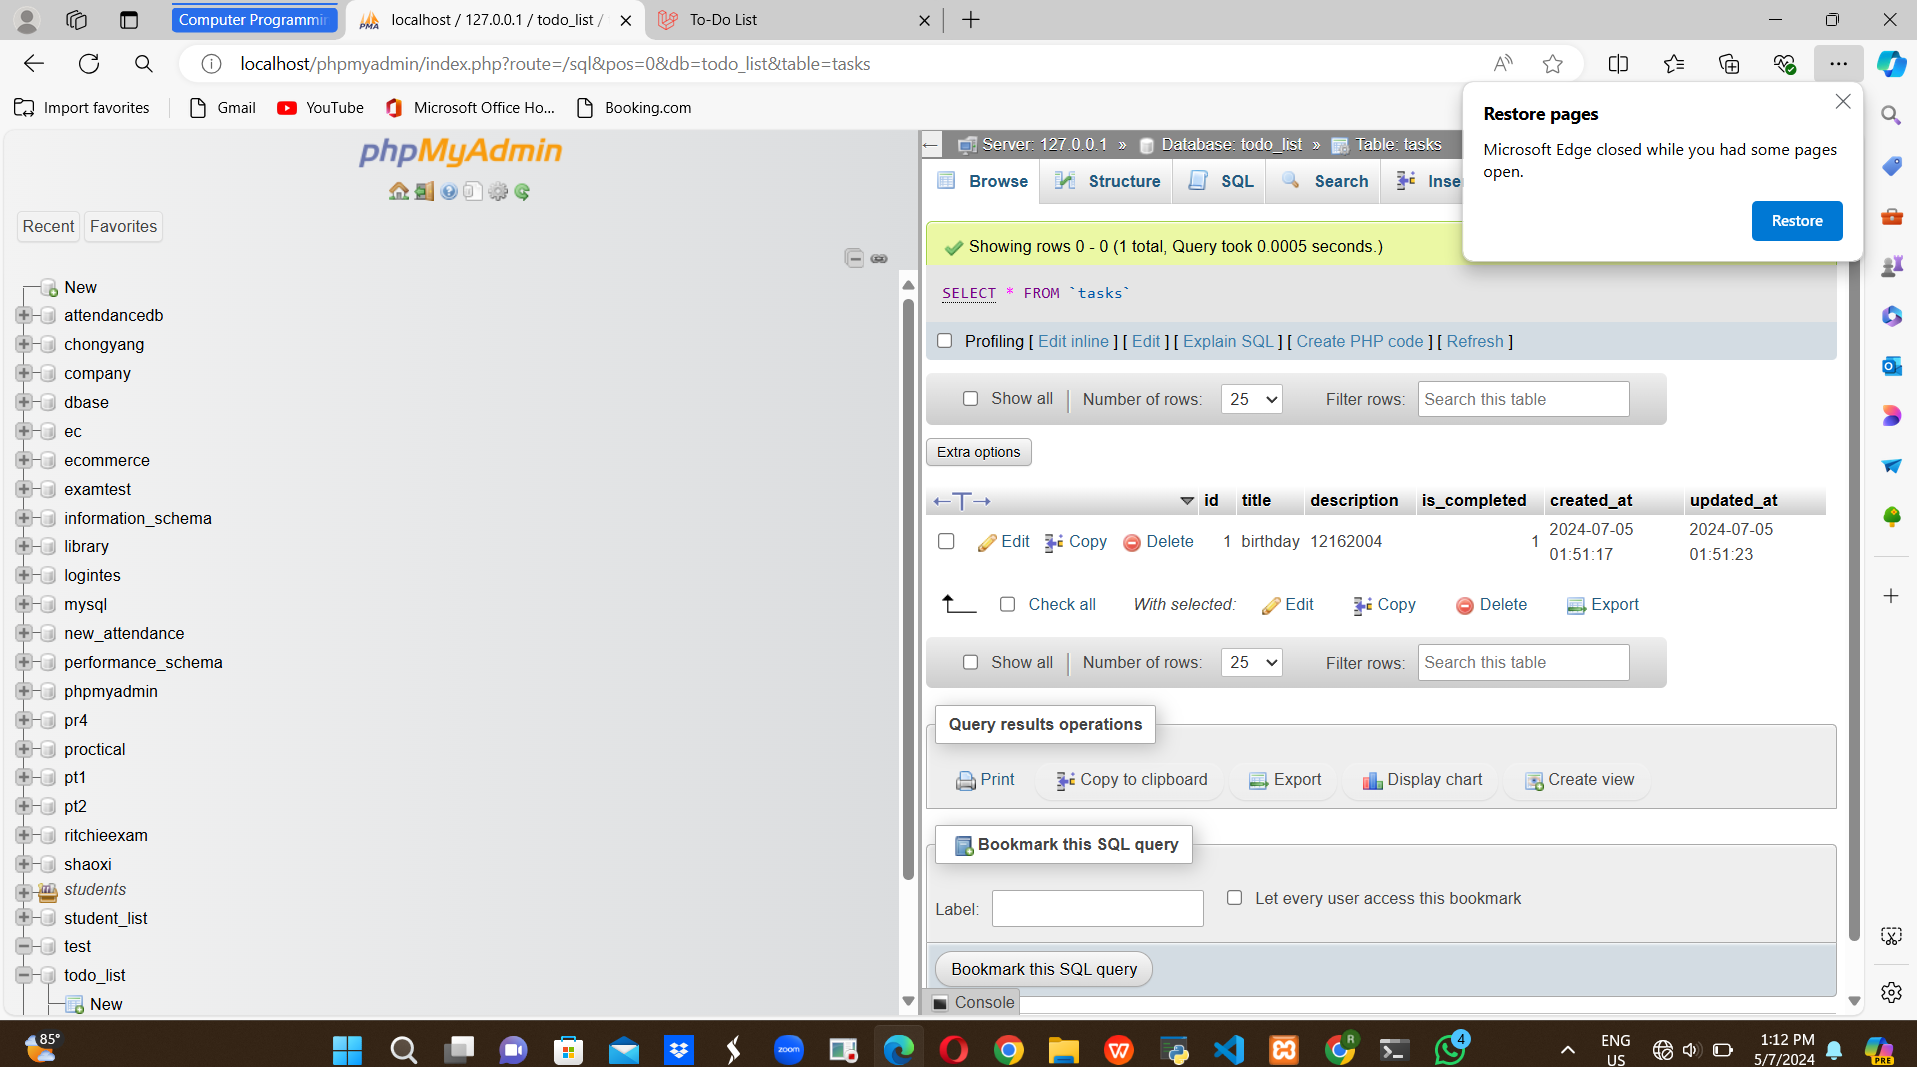 Computer Programmi
localhost / 127.0.0.1 / todo_list /
To-Do List
localhost/phpmyadmin/index.php?route=/sql&pos=0&db=todo_list&table=tasks
Import favorites
Gmail
YouTube
Microsoft Office Ho...
Booking.com
Restore pages
Microsoft Edge closed while you had some pages
open.
Restore
phpMyAdmin
Recent
Favorites
New
attendancedb
chongyang
company
dbase
ec
ecommerce
examtest
information_schema
library
logintes
mysql
new_attendance
performance_schema
phpmyadmin
pr4
proctical
pt1
pt2
ritchieexam
shaoxi
students
student_list
test
todo_list
New
Server: 127.0.0.1 » Database: todo_list » Table: tasks
Browse Structure SQL Search Inse
Showing rows 0 - 0 (1 total, Query took 0.0005 seconds.)
SELECT * FROM `tasks`
Profiling [ Edit inline ] [ Edit ] [ Explain SQL ] [ Create PHP code ] [ Refresh ]
Show all Number of rows: 25 Filter rows: Search this table
Extra options
id title description is_completed created_at updated_at
Edit Copy Delete 1 birthday 12162004 1 2024-07-05 01:51:17 2024-07-05 01:51:23
Check all With selected: Edit Copy Delete Export
Show all Number of rows: 25 Filter rows: Search this table
Query results operations
Print Copy to clipboard Export Display chart Create view
Bookmark this SQL query
Label: Let every user access this bookmark
Bookmark this SQL query
Console
85°
zoom
R
4
ENG
US
1:12 PM
5/7/2024
PRE